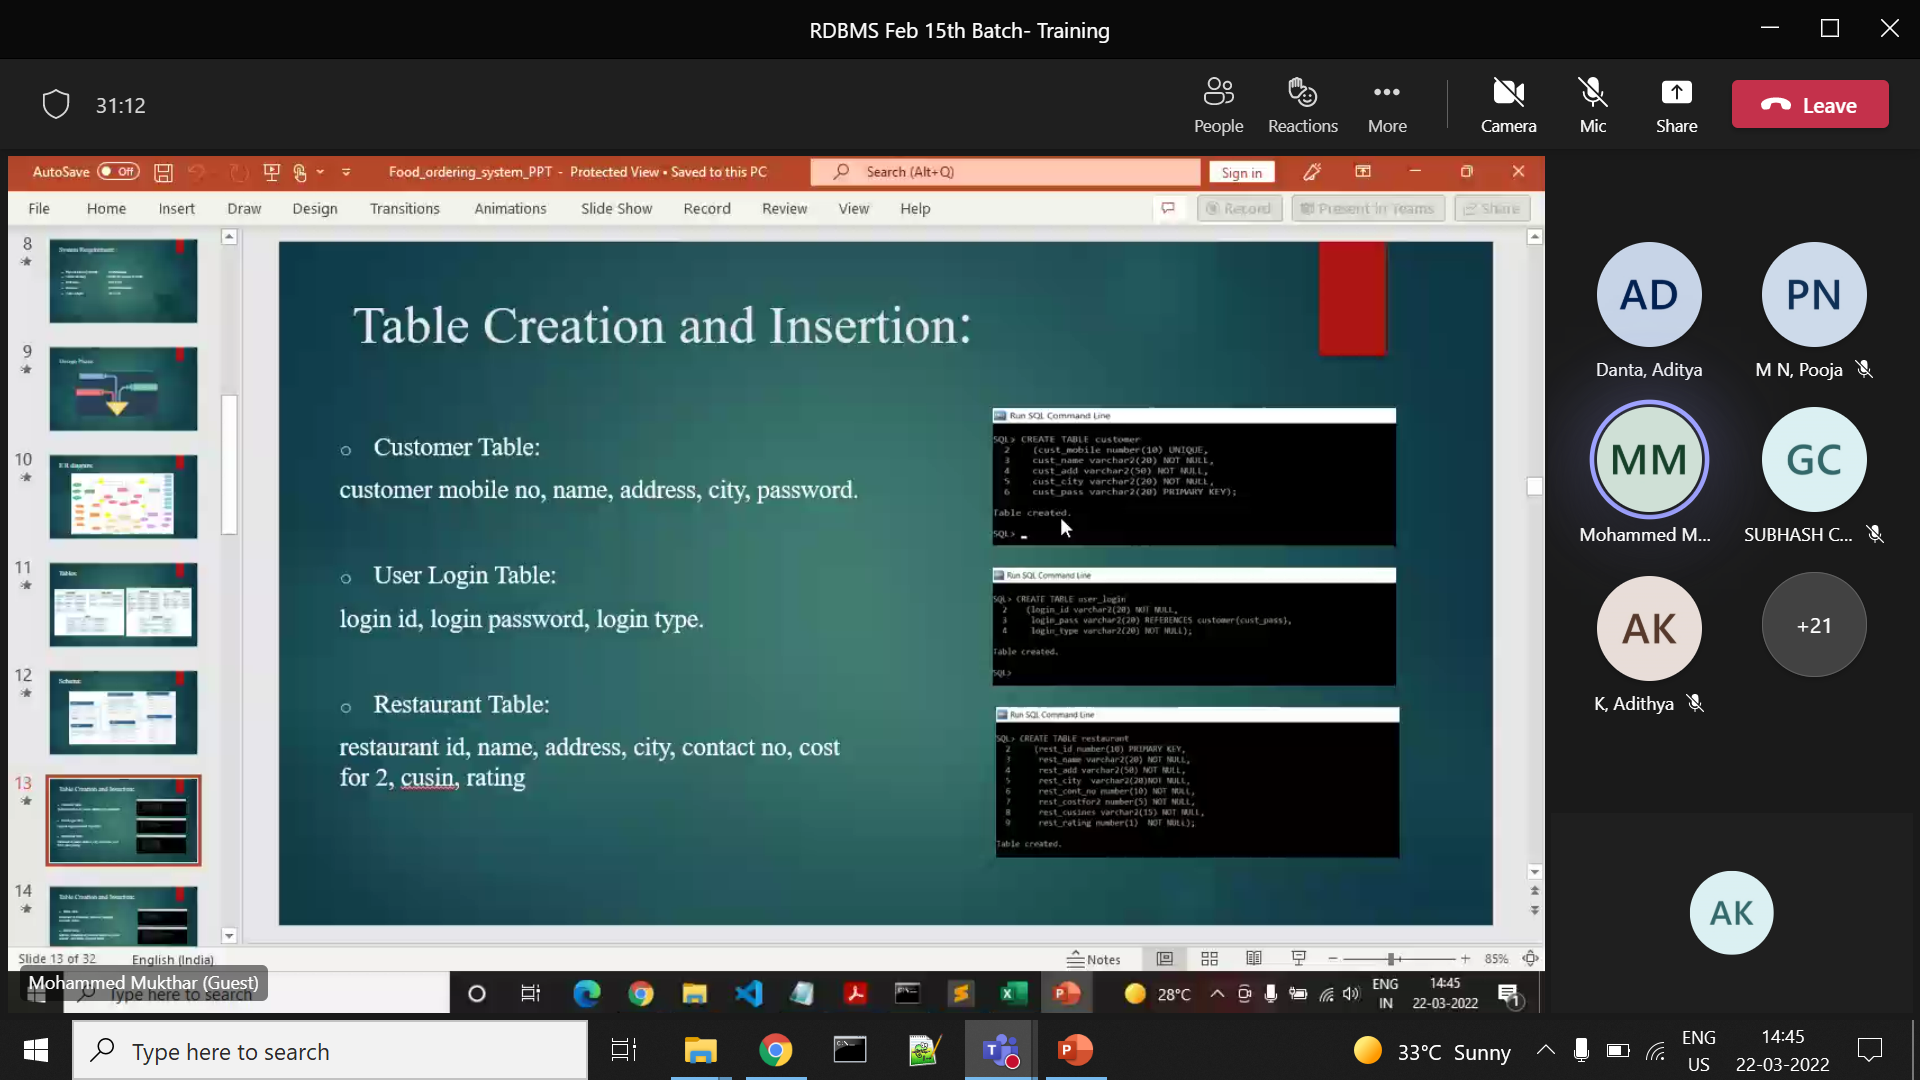 RDBMS Feb 15th Batch- Training
31:12
People
Reactions
More
Camera
Mic
Share
Leave
AutoSave Off
Food_ordering_system_PPT - Protected View • Saved to this PC
Search (Alt+Q)
Sign in
File Home Insert Draw Design Transitions Animations Slide Show Record Review View Help
Record
Present in Teams
Share
8
9
10
11
12
13
14
Table Creation and Insertion:
Customer Table:
customer mobile no, name, address, city, password.
User Login Table:
login id, login password, login type.
Restaurant Table:
restaurant id, name, address, city, contact no, cost
for 2, cusin, rating
Run SQL Command Line
SQL> CREATE TABLE customer
2 (cust_mobile number(10) UNIQUE,
3 cust_name varchar2(20) NOT NULL,
4 cust_add varchar2(50) NOT NULL,
5 cust_city varchar2(20) NOT NULL,
6 cust_pass varchar2(20) PRIMARY KEY);
Table created.
SQL> _
Run SQL Command Line
SQL> CREATE TABLE user_login
2 (login_id varchar2(20) NOT NULL,
3 login_pass varchar2(20) REFERENCES customer(cust_pass),
4 login_type varchar2(20) NOT NULL);
Table created.
SQL>
Run SQL Command Line
SQL> CREATE TABLE restaurant
2 (rest_id number(10) PRIMARY KEY,
3 rest_name varchar2(20) NOT NULL,
4 rest_add varchar2(50) NOT NULL,
5 rest_city varchar2(20)NOT NULL,
6 rest_cont_no number(10) NOT NULL,
7 rest_costfor2 number(5) NOT NULL,
8 rest_cusines varchar2(15) NOT NULL,
9 rest_rating number(1) NOT NULL);
Table created.
Slide 13 of 32
English (India)
Notes
85%
Mohammed Mukthar (Guest)
Type here to search
28°C
ENG
IN
14:45
22-03-2022
1
AD
Danta, Aditya
PN
M N, Pooja
MM
Mohammed M...
GC
SUBHASH C...
AK
K, Adithya
+21
AK
Type here to search
33°C Sunny
ENG
US
14:45
22-03-2022